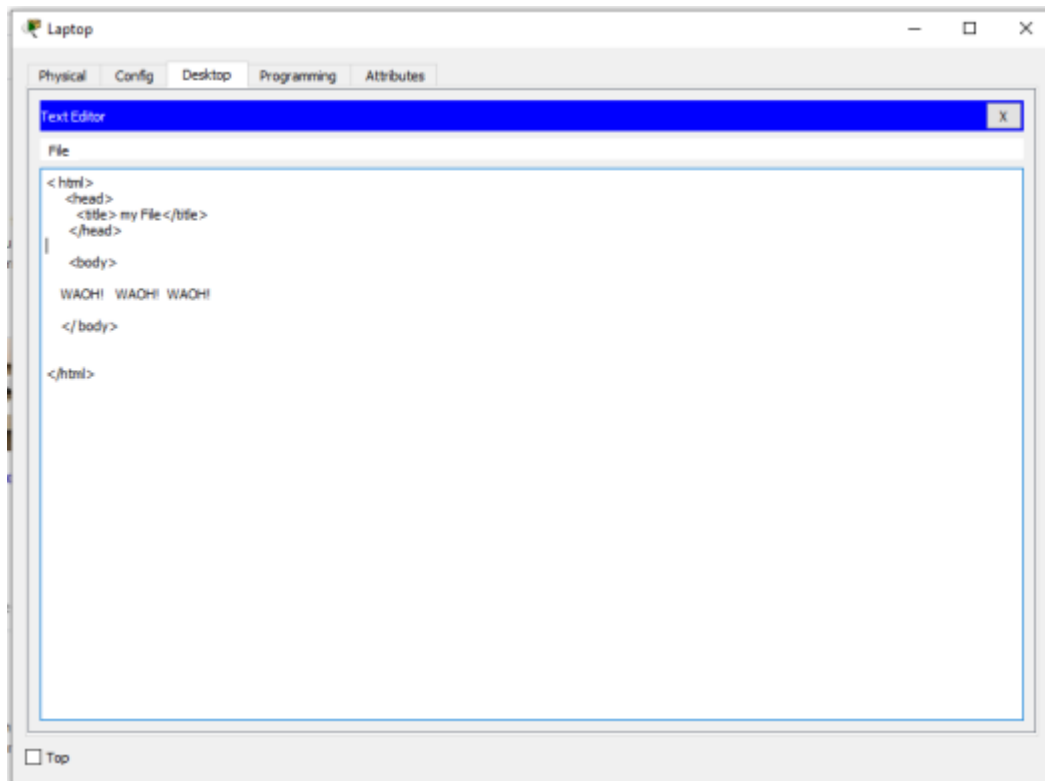 Laptop
Physical Config Desktop Programming Attributes
Text Editor X
File
< html>
<head>
<title> my File</title>
</head>
<body>
WAOH! WAOH! WAOH!
</ body>
</html>
Top